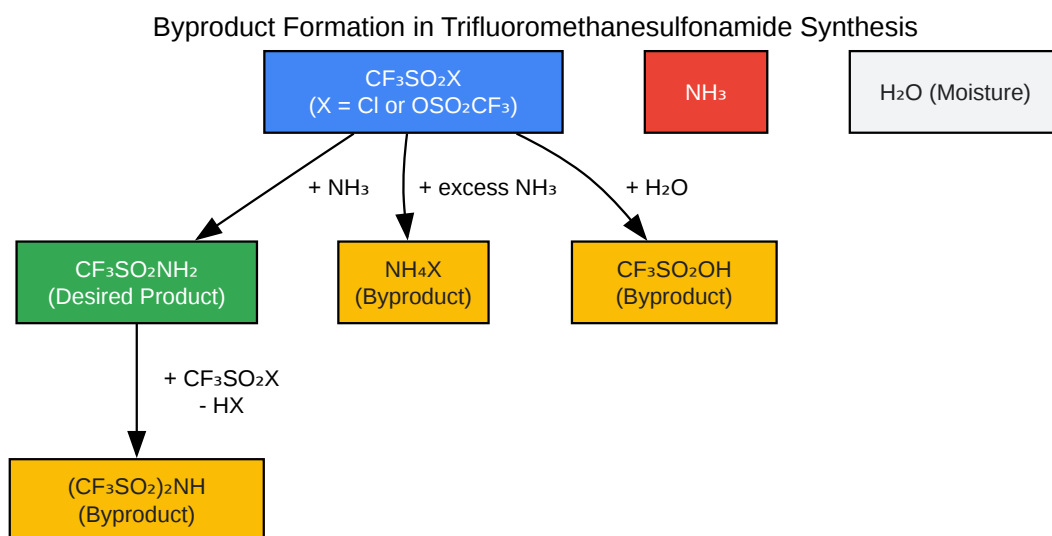 Byproduct Formation in Trifluoromethanesulfonamide Synthesis
CF₃SO₂X
(X = Cl or OSO₂CF₃)
NH₃
H₂O (Moisture)
+ NH₃
+ excess NH₃
+ H₂O
CF₃SO₂NH₂
(Desired Product)
NH₄X
(Byproduct)
CF₃SO₂OH
(Byproduct)
+ CF₃SO₂X
- HX
(CF₃SO₂)₂NH
(Byproduct)